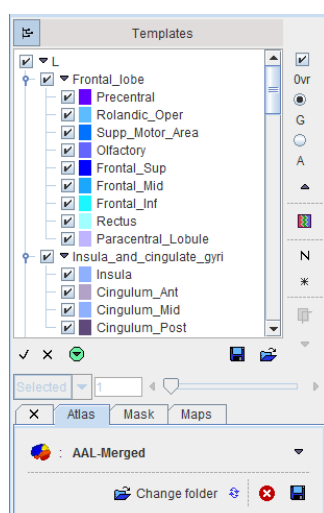 Templates
L
Frontal_lobe
Precentral
Rolandic_Oper
Supp_Motor_Area
Olfactory
Frontal_Sup
Frontal_Mid
Frontal_Inf
Rectus
Paracentral_Lobule
Insula_and_cingulate_gyri
Insula
Cingulum_Ant
Cingulum_Mid
Cingulum_Post
Ovr
G
A
N
Selected 1
X Atlas Mask Maps
: AAL-Merged
Change folder